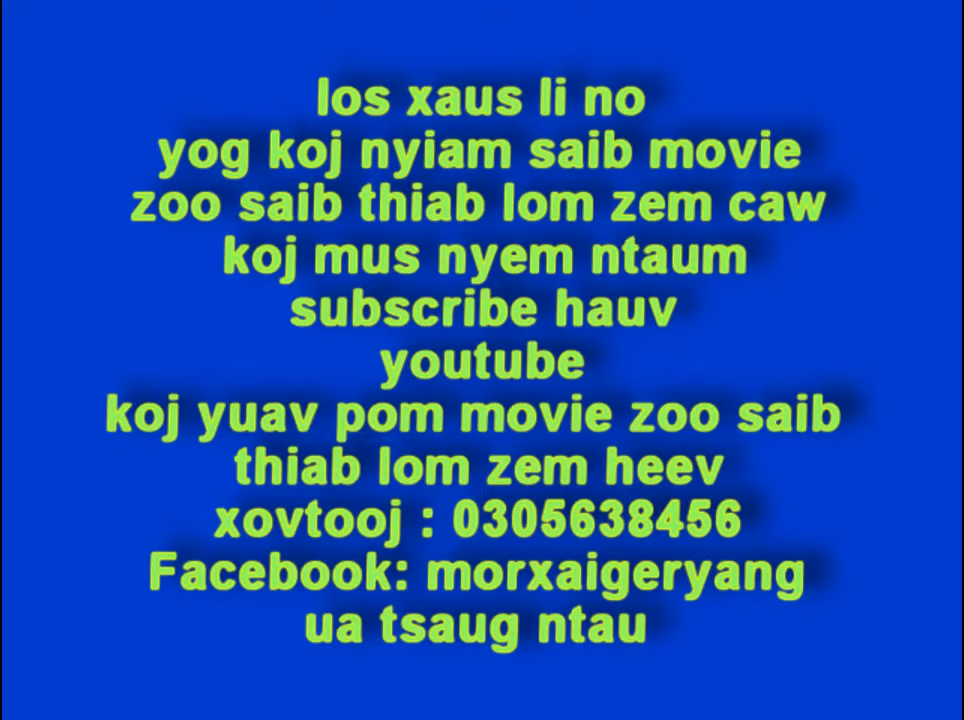 los xaus li no
yog koj nyiam saib movie
zoo saib thiab lom zem caw
koj mus nyem ntaum
subscribe hauv
youtube
koj yuav pom movie zoo saib
thiab lom zem heev
xovtooj : 0305638456
Facebook: morxaigeryang
ua tsaug ntau